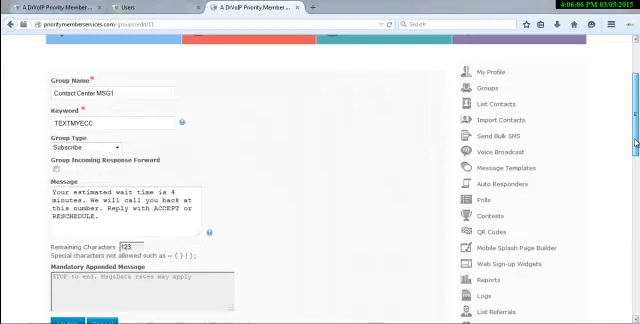 4:06:06 PM 03/05/2015
A DrVoIP Priority Member...
Users
A DrVoIP Priority Member...
prioritymemberservices.com/groups/edit/11
Search
Group Name*
Contact Center MSG1
Keyword *
TEXTMYECC
Group Type
Subscribe
Group Incoming Response Forward
Message
Your estimated wait time is 4
minutes. We will call you back at
this number. Reply with ACCEPT or
RESCHEDULE.
Remaining Characters 123
Special characters not allowed such as ~ { } [ ] ;
Mandatory Appended Message
STOP to end. Msg&Data rates may apply
My Profile
Groups
List Contacts
Import Contacts
Send Bulk SMS
Voice Broadcast
Message Templates
Auto Responders
Polls
Contests
QR Codes
Mobile Splash Page Builder
Web Sign-up Widgets
Reports
Logs
List Referrals